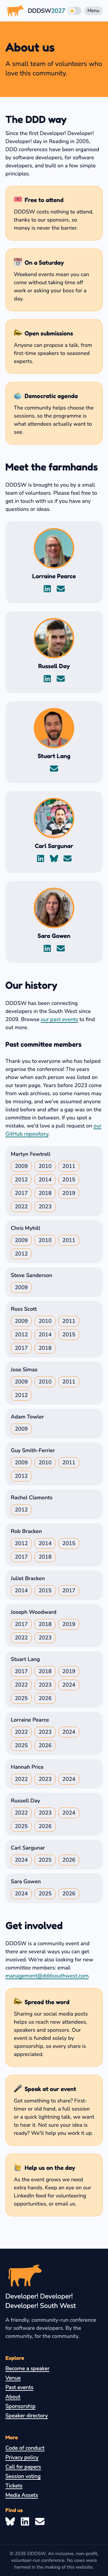 DDDSW2027
Menu
About us
A small team of volunteers who
love this community.
The DDD way
Since the first Developer! Developer!
Developer! day in Reading in 2005,
DDD conferences have been organised
by software developers, for software
developers, and built on a few simple
principles.
Free to attend
DDDSW costs nothing to attend,
thanks to our sponsors, so
money is never the barrier.
On a Saturday
Weekend events mean you can
come without taking time off
work or asking your boss for a
day.
Open submissions
Anyone can propose a talk, from
first-time speakers to seasoned
experts.
Democratic agenda
The community helps choose the
sessions, so the programme is
what attendees actually want to
see.
Meet the farmhands
DDDSW is brought to you by a small
team of volunteers. Please feel free to
get in touch with us if you have any
questions or ideas.
Lorraine Pearce
Russell Day
Stuart Lang
Carl Sargunar
Sara Gowen
Our history
DDDSW has been connecting
developers in the South West since
2009. Browse our past events to find
out more.
Past committee members
Thank you to everyone who has helped
organise the conference over the
years. We've listed each person once,
with the years they were listed on our
team page. Years before 2023 come
from web archives, which may not be
exact, and we assume anyone seated
listed before and after a gap was on the
committee in between. If you spot a
mistake, we'd love a pull request on our
GitHub repository.
Martyn Fewtrell
2009 2010 2011
2012 2014 2015
2017 2018 2019
2022 2023
Chris Myhill
2009 2010 2011
2012
Steve Sanderson
2009
Ross Scott
2009 2010 2011
2012 2014 2015
2017 2018
Jose Simas
2009 2010 2011
2012
Adam Towler
2009
Guy Smith-Ferrier
2009 2010 2011
2012
Rachel Clements
2012
Rob Bracken
2012 2014 2015
2017 2018
Juliet Bracken
2014 2015 2017
Joseph Woodward
2017 2018 2019
2022 2023
Stuart Lang
2017 2018 2019
2022 2023 2024
2025 2026
Lorraine Pearce
2022 2023 2024
2025 2026
Hannah Price
2022 2023 2024
Russell Day
2022 2023 2024
2025 2026
Carl Sargunar
2024 2025 2026
Sara Gowen
2024 2025 2026
Get involved
DDDSW is a community event and
there are several ways you can get
involved. We're also looking for new
committee members: email
management@dddsouthwest.com.
Spread the word
Sharing our social media posts
helps us reach new attendees,
speakers and sponsors. Our
event is funded solely by
sponsorship, so every share is
appreciated.
Speak at our event
Got something to share? First-
timer or old hand, a full session
or a quick lightning talk, we want
to hear it. Not sure your idea is
ready? We'll help you work it up.
Help us on the day
As the event grows we need
extra hands. Keep an eye on our
LinkedIn feed for volunteering
opportunities, or email us.
Developer! Developer!
Developer! South West
A friendly, community-run conference
for software developers. By the
community, for the community.
Explore
Become a speaker
Venue
Past events
About
Sponsorship
Speaker directory
More
Code of conduct
Privacy policy
Call for papers
Session voting
Tickets
Media Assets
Find us
© 2028 DDDSW. An inclusive, non profit,
volunteer-run conference. No cows were
harmed in the making of this website.